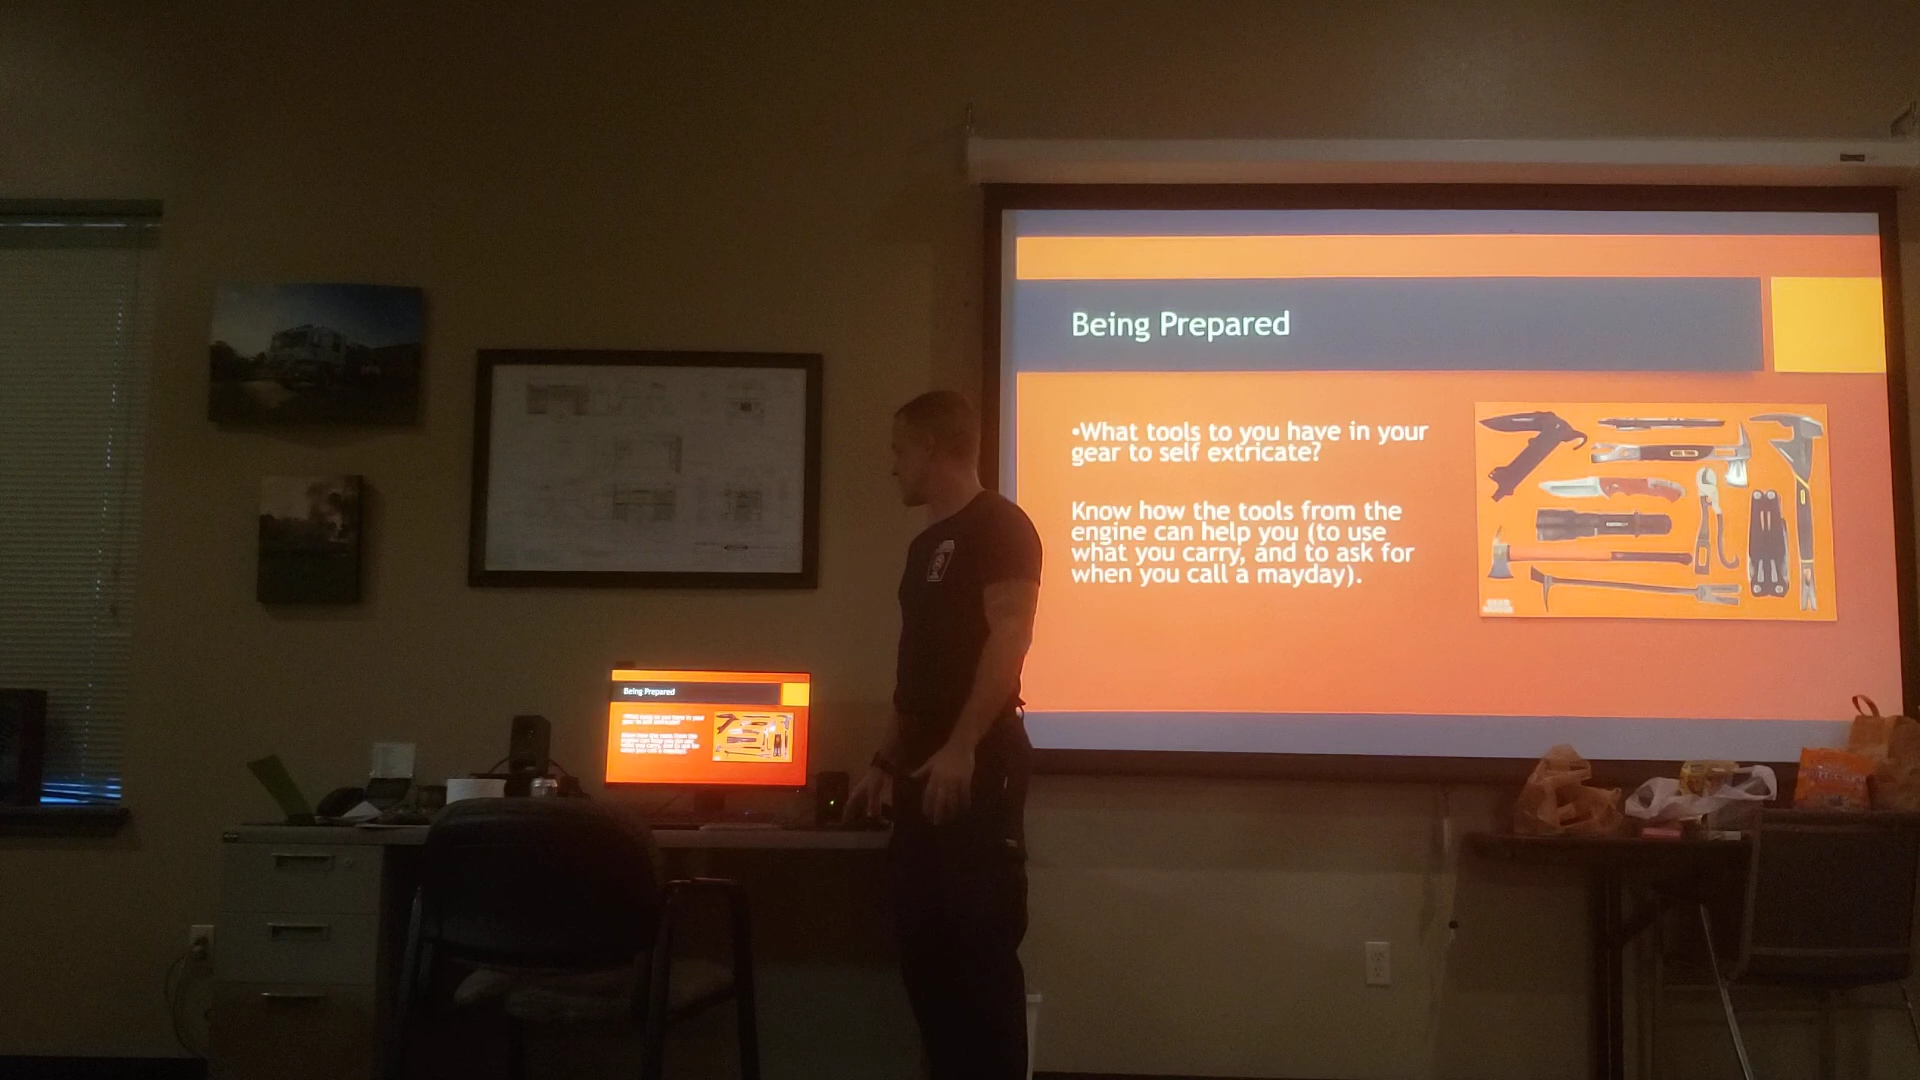 Being Prepared
•What tools to you have in your
gear to self extricate?
Know how the tools from the
engine can help you (to use
what you carry, and to ask for
when you call a mayday).
Being Prepared